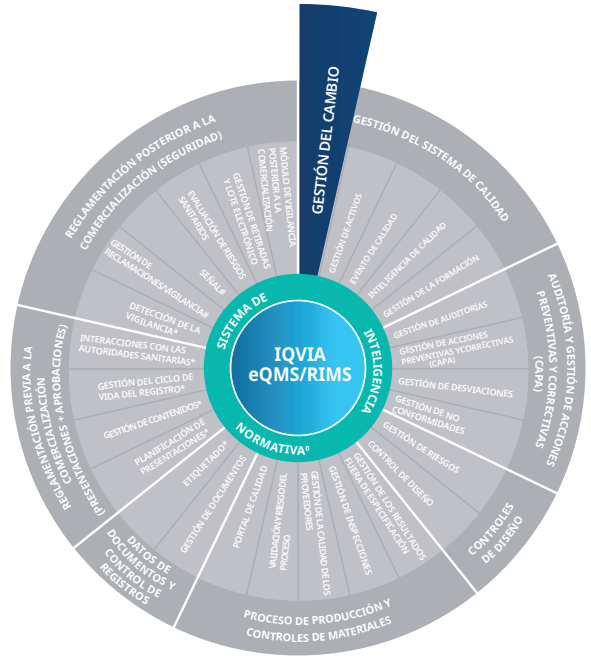 GESTIÓN DEL CAMBIO
GESTIÓN DEL SISTEMA DE CALIDAD
GESTIÓN DE ACTIVOS
EVENTO DE CALIDAD
INTELIGENCIA DE CALIDAD
GESTIÓN DE LA FORMACIÓN
AUDITORÍA Y GESTIÓN DE ACCIONES
PREVENTIVAS Y CORRECTIVAS
(CAPA)
GESTIÓN DE AUDITORÍAS
GESTIÓN DE ACCIONES
PREVENTIVAS Y CORRECTIVAS
(CAPA)
GESTIÓN DE DESVIACIONES
GESTIÓN DE NO
CONFORMIDADES
CONTROLES
DE DISEÑO
GESTIÓN DE RIESGOS
CONTROL DE DISEÑO
PROCESO DE PRODUCCIÓN Y
CONTROLES DE MATERIALES
GESTIÓN DE LOS RESULTADOS
FUERA DE ESPECIFICACIÓN
GESTIÓN DE INSPECCIONES
GESTIÓN DE LA CALIDAD DE LOS
PROVEEDORES
VALIDACIÓN Y RIESGO DEL
PROCESO
PORTAL DE CALIDAD
DATOS DE
DOCUMENTOS Y
CONTROL DE
REGISTROS
GESTIÓN DE DOCUMENTOS
ETIQUETADO*
REGLAMENTACIÓN PREVIA A LA
COMERCIALIZACIÓN
(PRESENTACIONES + APROBACIONES)
PLANIFICACIÓN DE
PRESENTACIONES*
GESTIÓN DE CONTENIDOS*
GESTIÓN DEL CICLO DE
VIDA DEL REGISTRO*
INTERACCIONES CON LAS
AUTORIDADES SANITARIAS*
REGLAMENTACIÓN POSTERIOR A LA
COMERCIALIZACIÓN (SEGURIDAD)
DETECCIÓN DE LA
VIGILANCIA*
GESTIÓN DE
RECLAMACIONES/VIGILANCIA#
SEÑAL#
EVALUACIÓN DE RIESGOS
SANITARIOS
GESTIÓN DE RETIRADAS
Y LOTE ELECTRÓNICO
MÓDULO DE VIGILANCIA
POSTERIOR A LA
COMERCIALIZACIÓN
SISTEMA DE
INTELIGENCIA
NORMATIVA⁰
IQVIA
eQMS/RIMS